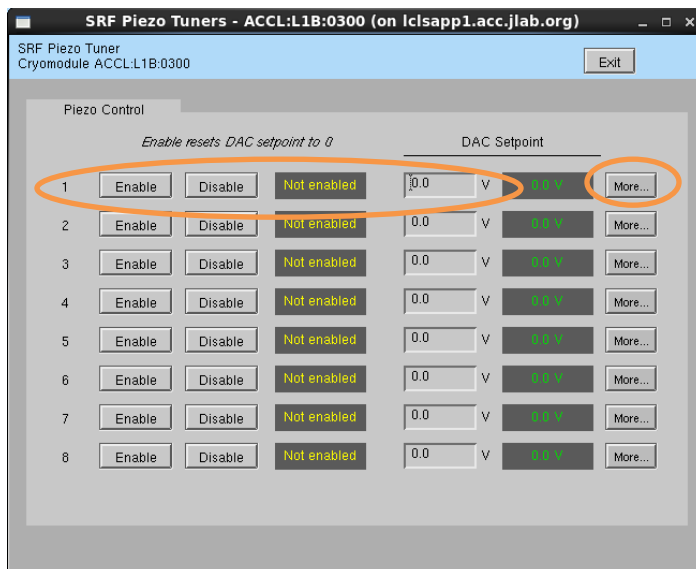 SRF Piezo Tuners - ACCL:L1B:0300 (on lclsapp1.acc.jlab.org)
SRF Piezo Tuner
Cryomodule ACCL:L1B:0300
Exit
Piezo Control
Enable resets DAC setpoint to 0 DAC Setpoint
1 Enable Disable Not enabled 0.0 V 0.0 V More...
2 Enable Disable Not enabled 0.0 V 0.0 V More...
3 Enable Disable Not enabled 0.0 V 0.0 V More...
4 Enable Disable Not enabled 0.0 V 0.0 V More...
5 Enable Disable Not enabled 0.0 V 0.0 V More...
6 Enable Disable Not enabled 0.0 V 0.0 V More...
7 Enable Disable Not enabled 0.0 V 0.0 V More...
8 Enable Disable Not enabled 0.0 V 0.0 V More...